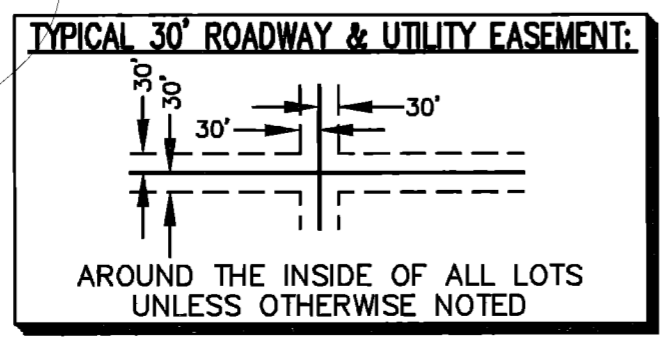 TYPICAL 30' ROADWAY & UTILITY EASEMENT:
30'
30'
30'
30'
AROUND THE INSIDE OF ALL LOTS
UNLESS OTHERWISE NOTED